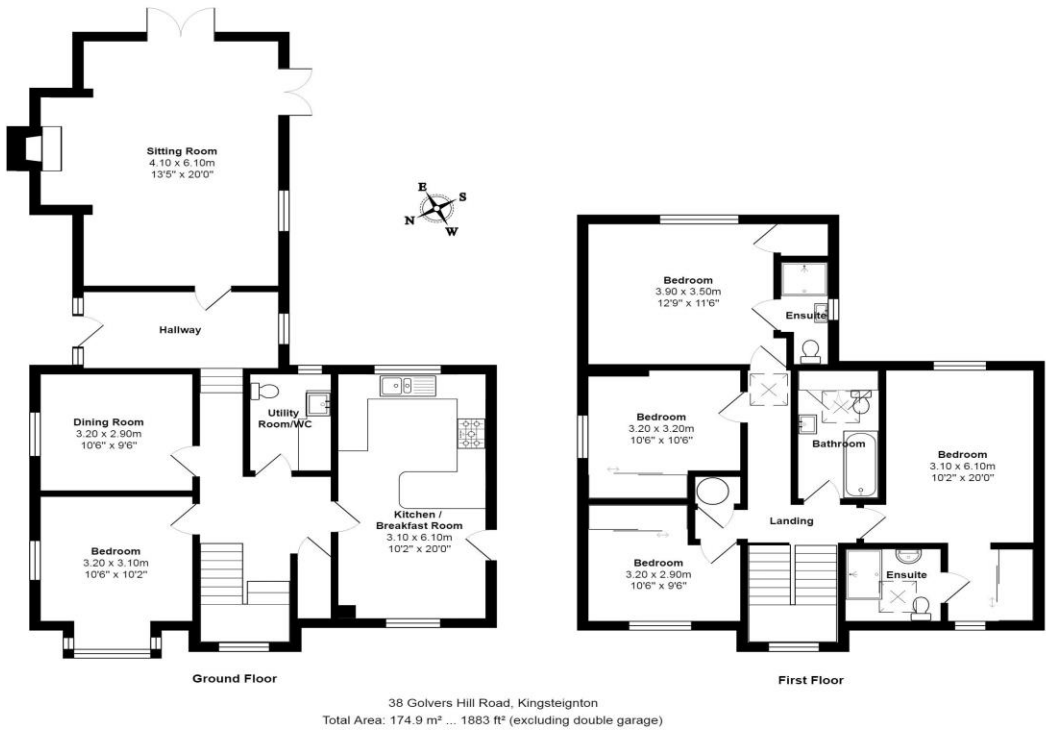 Sitting Room
4.10 x 6.10m
13'5" x 20'0"
E
S
N
W
Hallway
Dining Room
3.20 x 2.90m
10'6" x 9'6"
Utility
Room/WC
Kitchen /
Breakfast Room
3.10 x 6.10m
10'2" x 20'0"
Bedroom
3.20 x 3.10m
10'6" x 10'2"
Ground Floor
Bedroom
3.90 x 3.50m
12'9" x 11'6"
Ensuite
Bedroom
3.20 x 3.20m
10'6" x 10'6"
Bathroom
Bedroom
3.10 x 6.10m
10'2" x 20'0"
Landing
Bedroom
3.20 x 2.90m
10'6" x 9'6"
Ensuite
First Floor
38 Golvers Hill Road, Kingsteignton
Total Area: 174.9 m² ... 1883 ft² (excluding double garage)